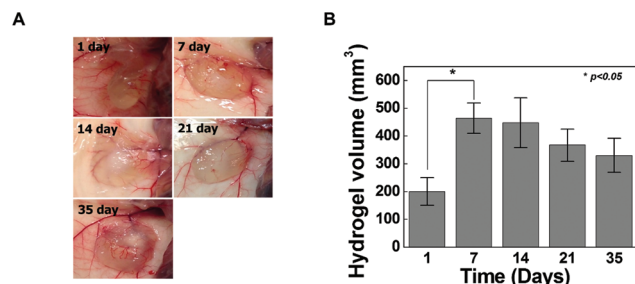 A
1 day
7 day
14 day
21 day
35 day
B
Hydrogel volume (mm³)
600
500
400
300
200
100
0
*
* p<0.05
1 7 14 21 35
Time (Days)